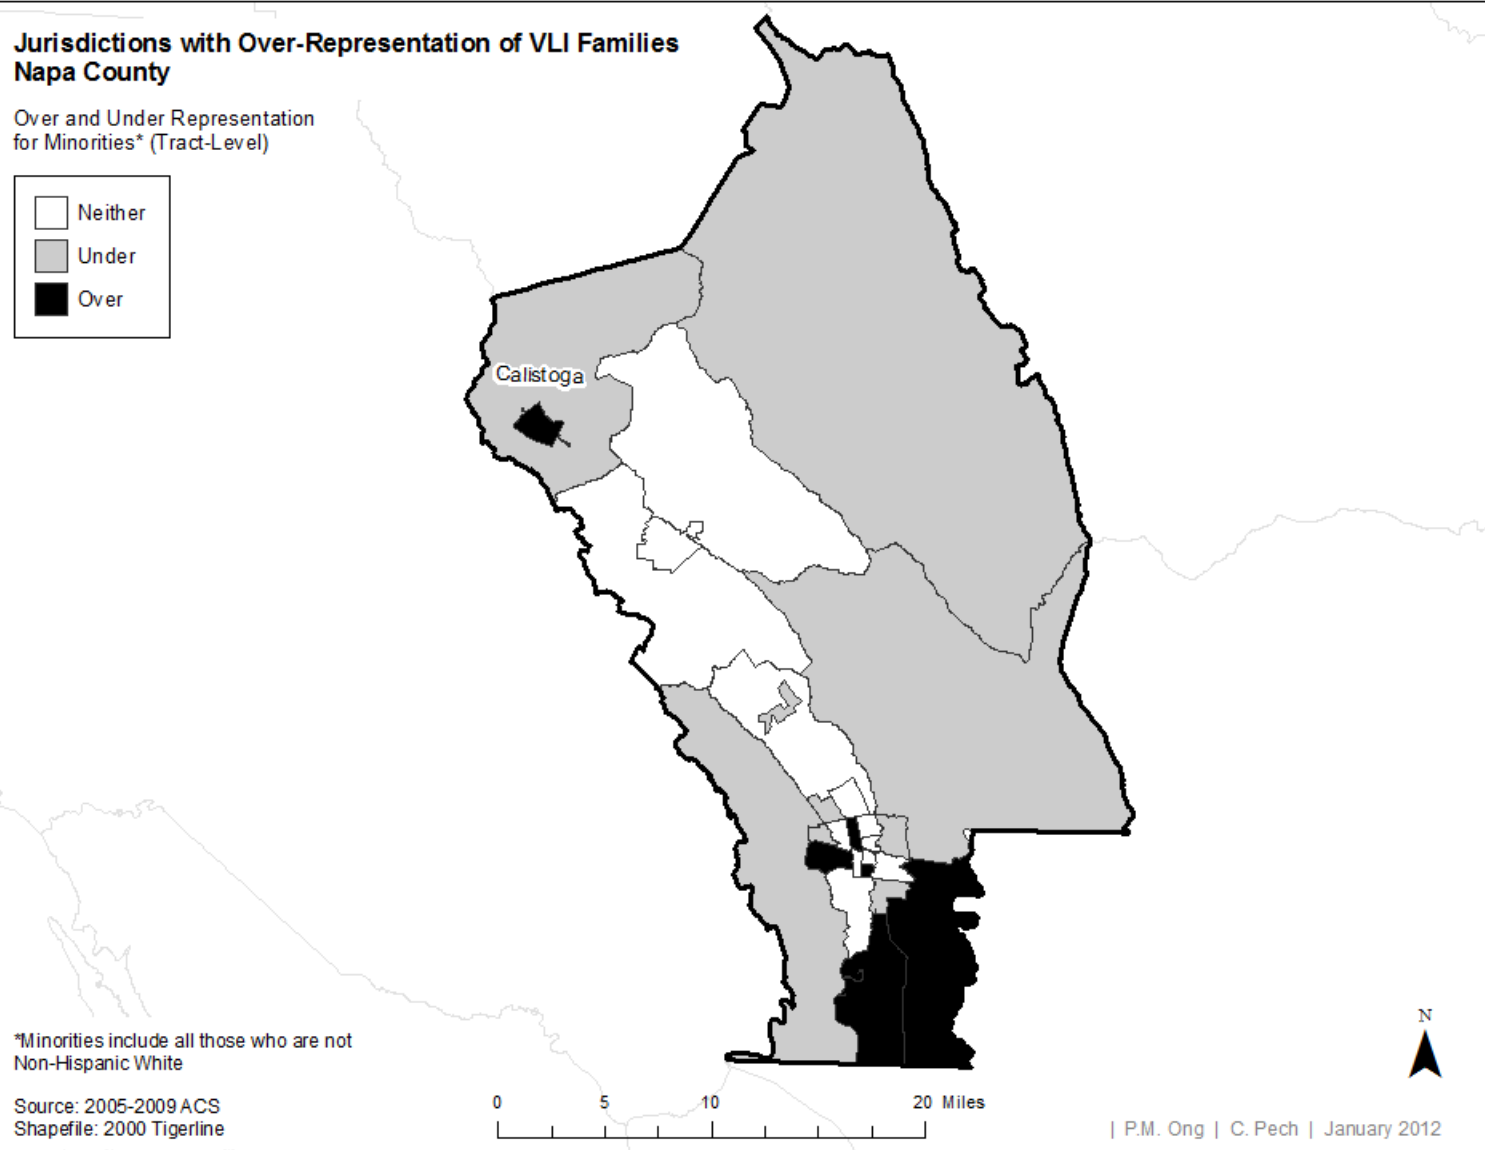 Jurisdictions with Over-Representation of VLI Families
Napa County
Over and Under Representation
for Minorities* (Tract-Level)
Neither
Under
Over
Calistoga
*Minorities include all those who are not
Non-Hispanic White
Source: 2005-2009 ACS
Shapefile: 2000 Tigerline
0 5 10 20 Miles
N
| P.M. Ong | C. Pech | January 2012